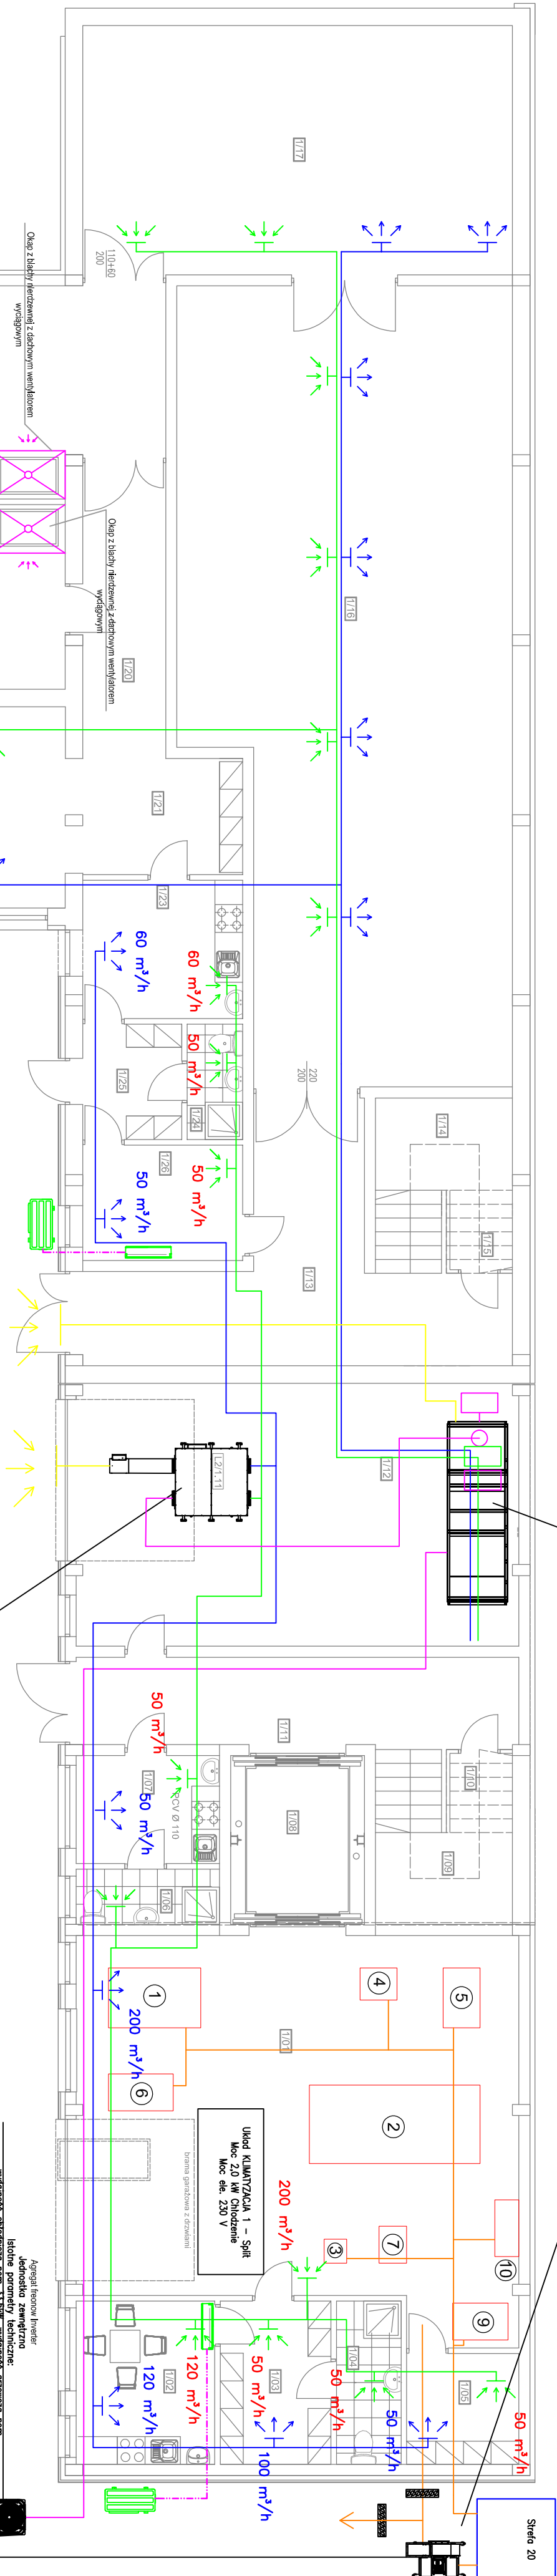 1/17
110+60
200
Okap z blachy nierdzewnej z dachowym wentylatorem
wyciągowym
Okap z blachy nierdzewnej z dachowym wentylatorem
wyciągowym
1/16
1/20
1/21
1/23
60 m³/h
60 m³/h
50 m³/h
1/24
1/25
1/26
50 m³/h
50 m³/h
220
200
1/14
1/15
1/13
1/12
L2/1.11
1/11
50 m³/h
1/07
50 m³/h
PCV Ø 110
1/08
1/10
1/09
1/06
1
200 m³/h
6
1/01
4
5
2
Układ KLIMATYZACJA 1 – Split
Moc 2,0 kW Chłodzenie
Moc ele. 230 V
brama garażowa z drzwiami
200 m³/h
3
7
10
9
1/02
120 m³/h
120 m³/h
1/03
50 m³/h
100 m³/h
1/04
50 m³/h
50 m³/h
1/05
50 m³/h
Strefa 20
Agregat freonowy Inverter
Jednostka zewnętrzna
Istotne parametry techniczne: